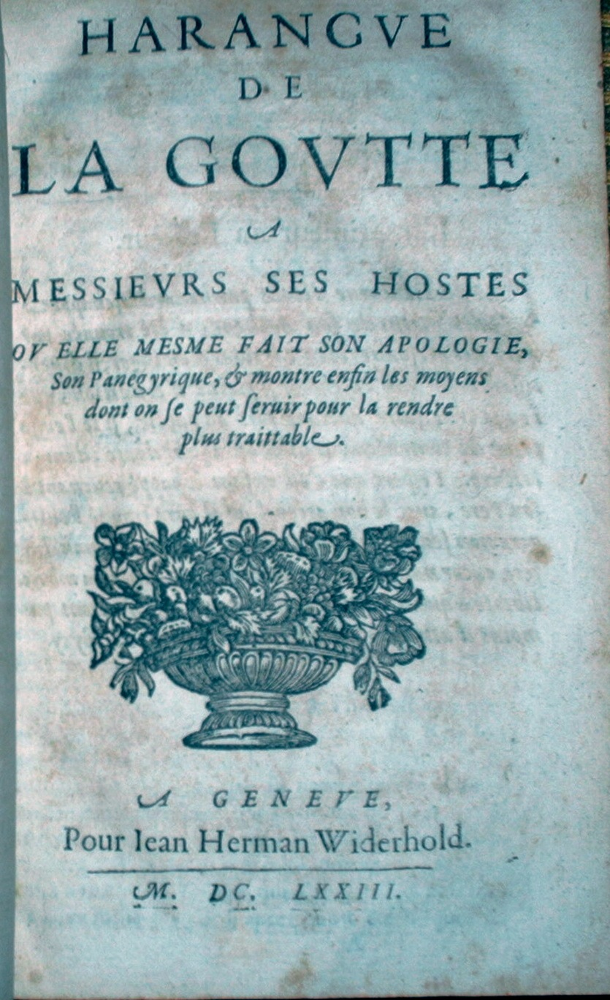 HARANGVE
DE
LA GOVTTE
A
MESSIEVRS SES HOSTES
OV ELLE MESME FAIT SON APOLOGIE,
Son Panegyrique, & montre enfin les moyens
dont on ſe peut ſeruir pour la rendre
plus traittable.
A GENEVE,
Pour Iean Herman Widerhold.
M. DC. LXXIII.